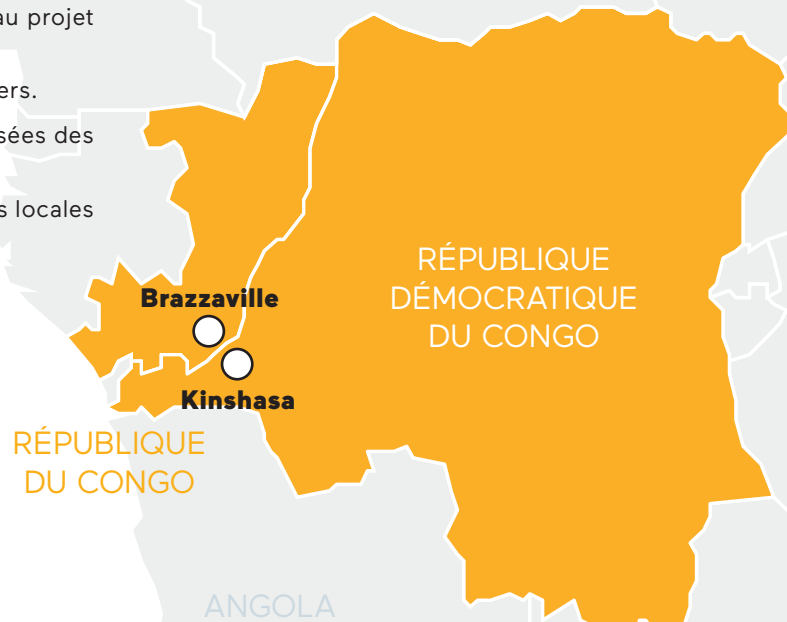 au projet
ers.
sées des
s locales
RÉPUBLIQUE
DÉMOCRATIQUE
DU CONGO
Brazzaville
Kinshasa
RÉPUBLIQUE
DU CONGO
ANGOLA